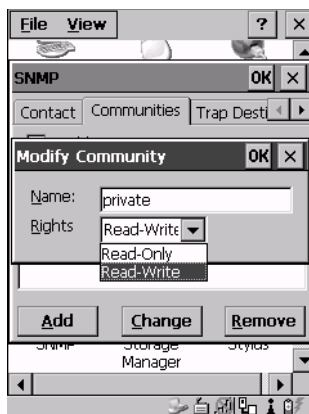 File View ? ×
SNMP OK ×
Contact Communities Trap Desti
Modify Community OK ×
Name: private
Rights Read-Write
Read-Only
Read-Write
Add Change Remove
SNMP Storage Stylus
Manager